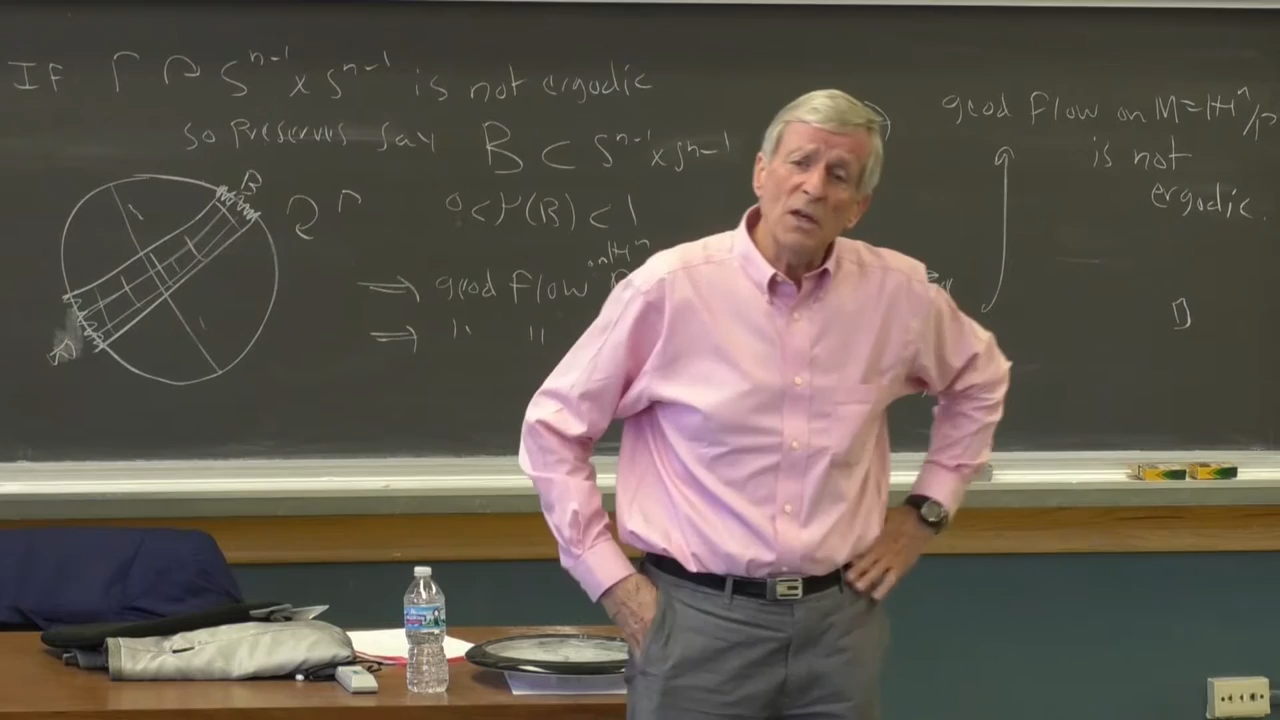 If Γ ↷ S^{n-1} x S^{n-1} is not ergodic
so preserves say B ⊂ S^{n-1} x S^{n-1}
0 < μ(B) < 1
⇒ geod flow on H^n
⇒ " "
B
Γ
⇒ geod flow on M = H^n/Γ
is not
ergodic.